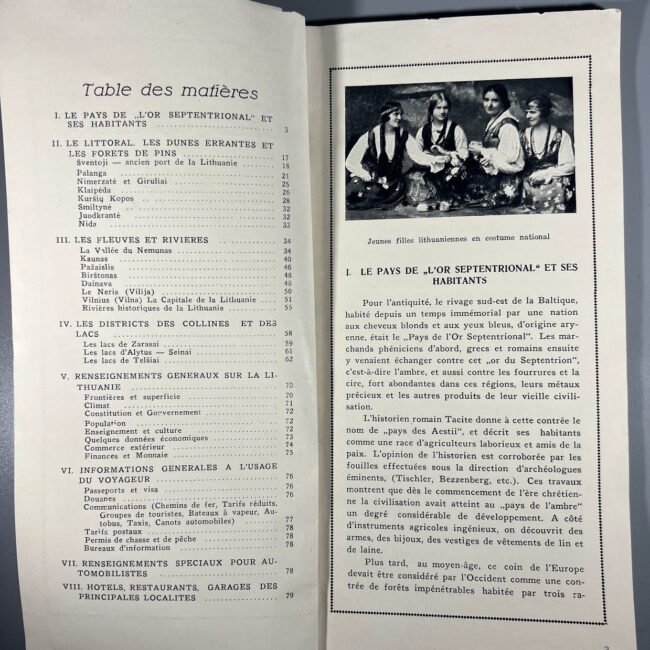 Table des matières
I. LE PAYS DE „L'OR SEPTENTRIONAL“ ET
SES HABITANTS 3
II. LE LITTORAL, LES DUNES ERRANTES ET
LES FORETS DE PINS 17
Šventoji — ancien port de la Lithuanie 18
Palanga 21
Nimerzatė et Giruliai 25
Klaipėda 26
Kuršių Kopos 28
Smiltynė 32
Juodkrantė 32
Nida 33
III. LES FLEUVES ET RIVIERES 34
La Vallée du Nemunas 34
Kaunas 40
Pažaislis 46
Birštonas 48
Dainava 48
Le Neris (Vilija) 50
Vilnius (Vilna) La Capitale de la Lithuanie 51
Rivières historiques de la Lithuanie 55
IV. LES DISTRICTS DES COLLINES ET DES
LACS 58
Les lacs de Zarasai 59
Les lacs d'Alytus — Seinai 61
Les lacs de Telšiai 62
V. RENSEIGNEMENTS GENERAUX SUR LA LI-
THUANIE 70
Frontières et superficie 70
Climat 71
Constitution et Gouvernement 72
Population 72
Enseignement et culture 72
Quelques données économiques 73
Commerce extérieur 74
Finances et Monnaie 75
VI. INFORMATIONS GENERALES A L'USAGE
DU VOYAGEUR 76
Passeports et visa 76
Douanes 76
Communications (Chemins de fer, Tarifs réduits,
Groupes de touristes, Bateaux à vapeur, Au-
tobus, Taxis, Canots automobiles) 77
Tarifs postaux 78
Permis de chasse et de pêche 78
Bureaux d'information 78
VII. RENSEIGNEMENTS SPECIAUX POUR AU-
TOMOBILISTES 78
VIII. HOTELS, RESTAURANTS, GARAGES DES
PRINCIPALES LOCALITES 79
Jeunes filles lithuaniennes en costume national
I. LE PAYS DE „L'OR SEPTENTRIONAL“ ET SES
HABITANTS
Pour l'antiquité, le rivage sud-est de la Baltique,
habité depuis un temps immémorial par une nation
aux cheveux blonds et aux yeux bleus, d'origine ary-
enne, était le „Pays de l'Or Septentrional“. Les mar-
chands phéniciens d'abord, grecs et romains ensuite
y venaient échanger contre cet „or du Septentrion“,
c'est-à-dire l'ambre, et aussi contre les fourrures et la
cire, fort abondantes dans ces régions, leurs métaux
précieux et les autres produits de leur vieille civili-
sation.
L'historien romain Tacite donne à cette contrée le
nom de „pays des Aestii“, et décrit ses habitants
comme une race d'agriculteurs laborieux et amis de la
paix. L'opinion de l'historien est corroborée par les
fouilles effectuées sous la direction d'archéologues
éminents, (Tischler, Bezzenberg, etc.). Ces travaux
montrent que dès le commencement de l'ère chrétien-
ne la civilisation avait atteint au „pays de l'ambre“
un degré considérable de développement. A côté
d'instruments agricoles ingénieux, on découvrit des
armes, des bijoux, des vestiges de vêtements de lin et
de laine.
Plus tard, au moyen-âge, ce coin de l'Europe
devait être considéré par l'Occident comme une con-
trée de forêts impénétrables habitée par trois ra-
3